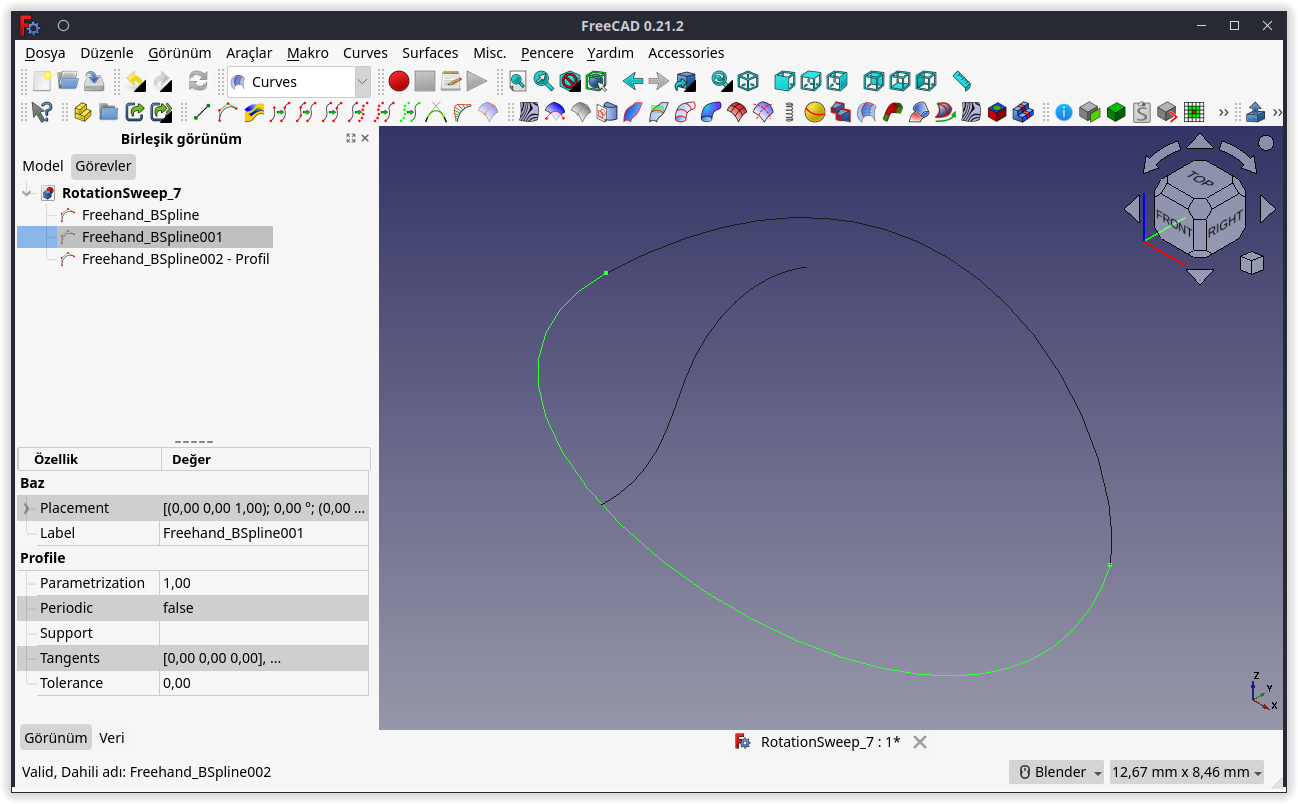 FreeCAD 0.21.2
Dosya Düzenle Görünüm Araçlar Makro Curves Surfaces Misc. Pencere Yardım Accessories
Curves
Birleşik görünüm
Model Görevler
RotationSweep_7
Freehand_BSpline
Freehand_BSpline001
Freehand_BSpline002 - Profil
TOP
FRONT
RIGHT
Özellik Değer
Baz
Placement [(0,00 0,00 1,00); 0,00 º; (0,00 ...
Label Freehand_BSpline001
Profile
Parametrization 1,00
Periodic false
Support
Tangents [0,00 0,00 0,00], ...
Tolerance 0,00
Z
Y
X
Görünüm Veri
RotationSweep_7 : 1*
Valid, Dahili adı: Freehand_BSpline002
Blender 12,67 mm x 8,46 mm